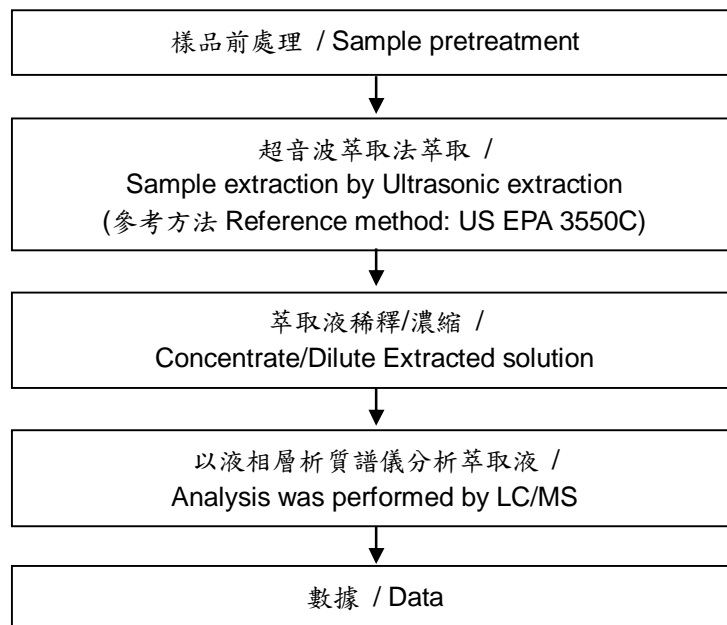 樣品前處理 / Sample pretreatment
超音波萃取法萃取 /
Sample extraction by Ultrasonic extraction
(參考方法 Reference method: US EPA 3550C)
萃取液稀釋/濃縮 /
Concentrate/Dilute Extracted solution
以液相層析質譜儀分析萃取液 /
Analysis was performed by LC/MS
數據 / Data